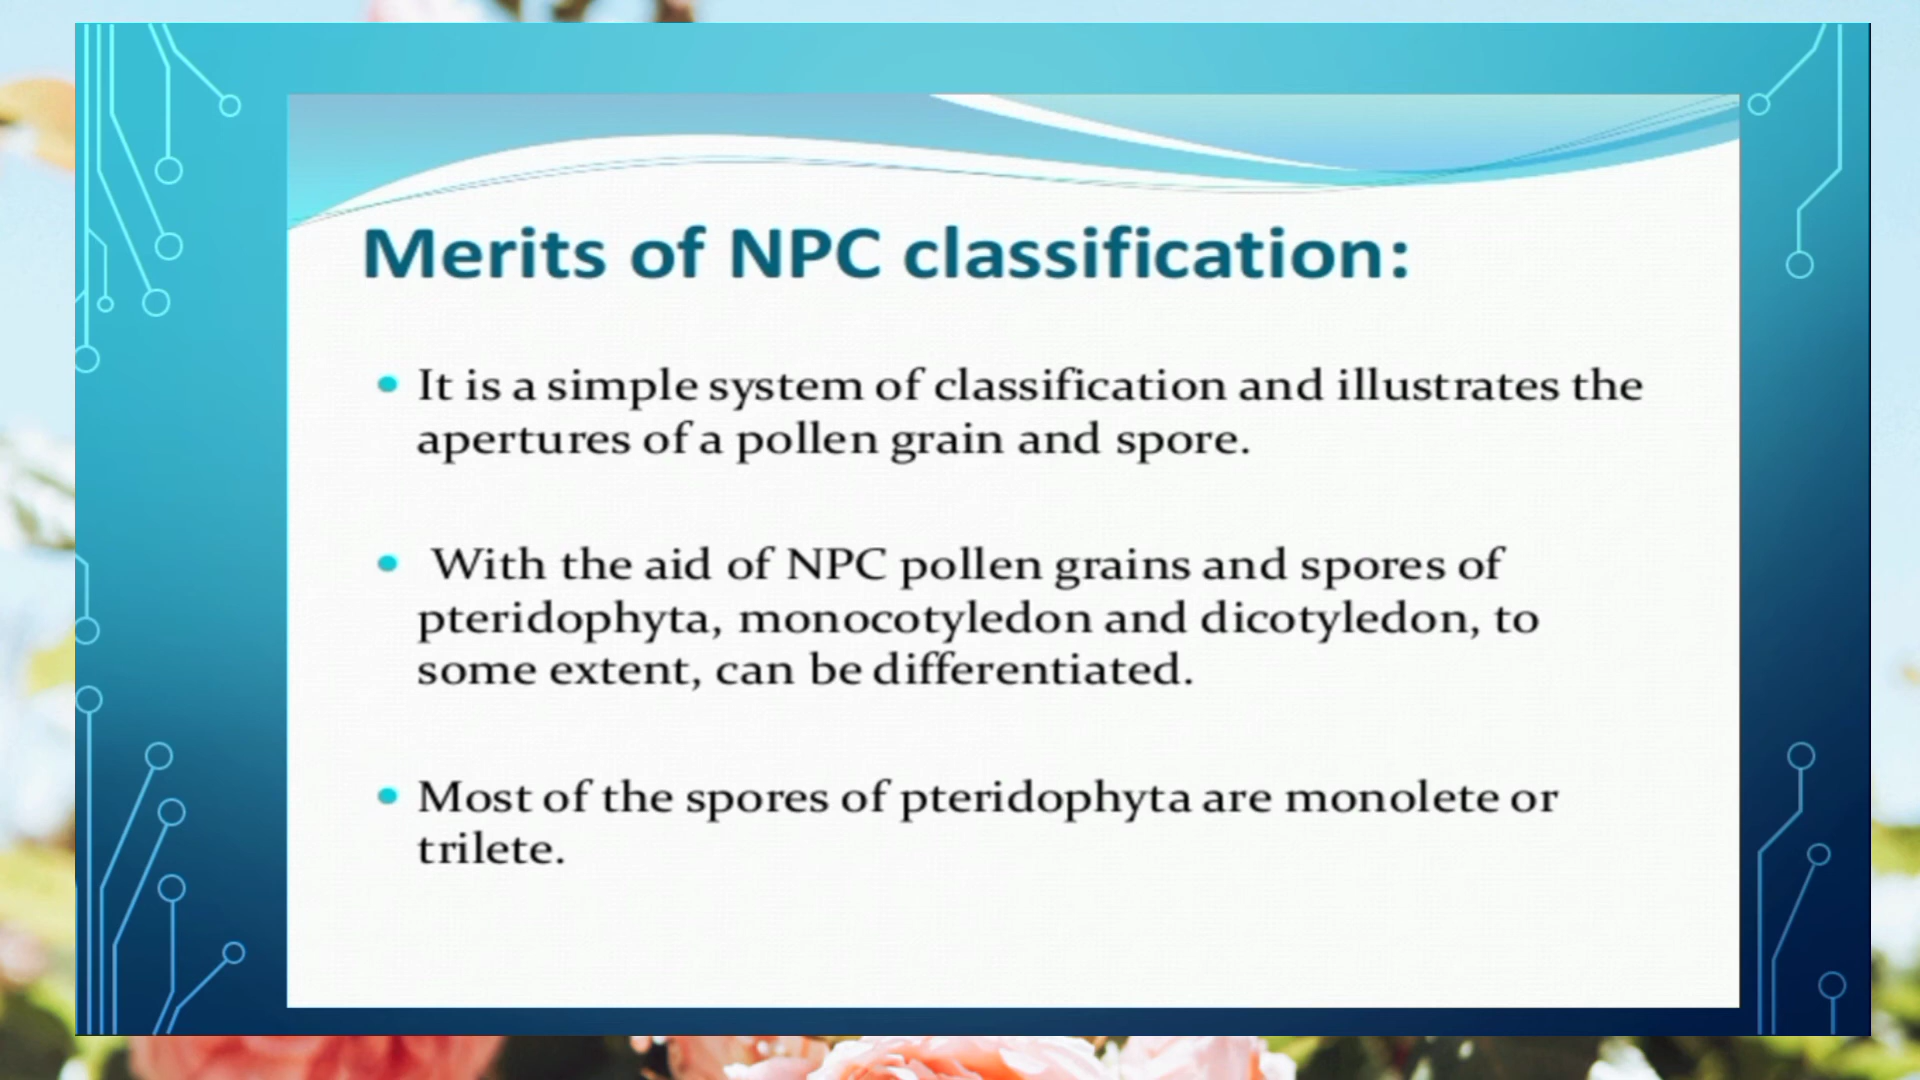 Merits of NPC classification:
It is a simple system of classification and illustrates the
apertures of a pollen grain and spore.
With the aid of NPC pollen grains and spores of
pteridophyta, monocotyledon and dicotyledon, to
some extent, can be differentiated.
Most of the spores of pteridophyta are monolete or
trilete.